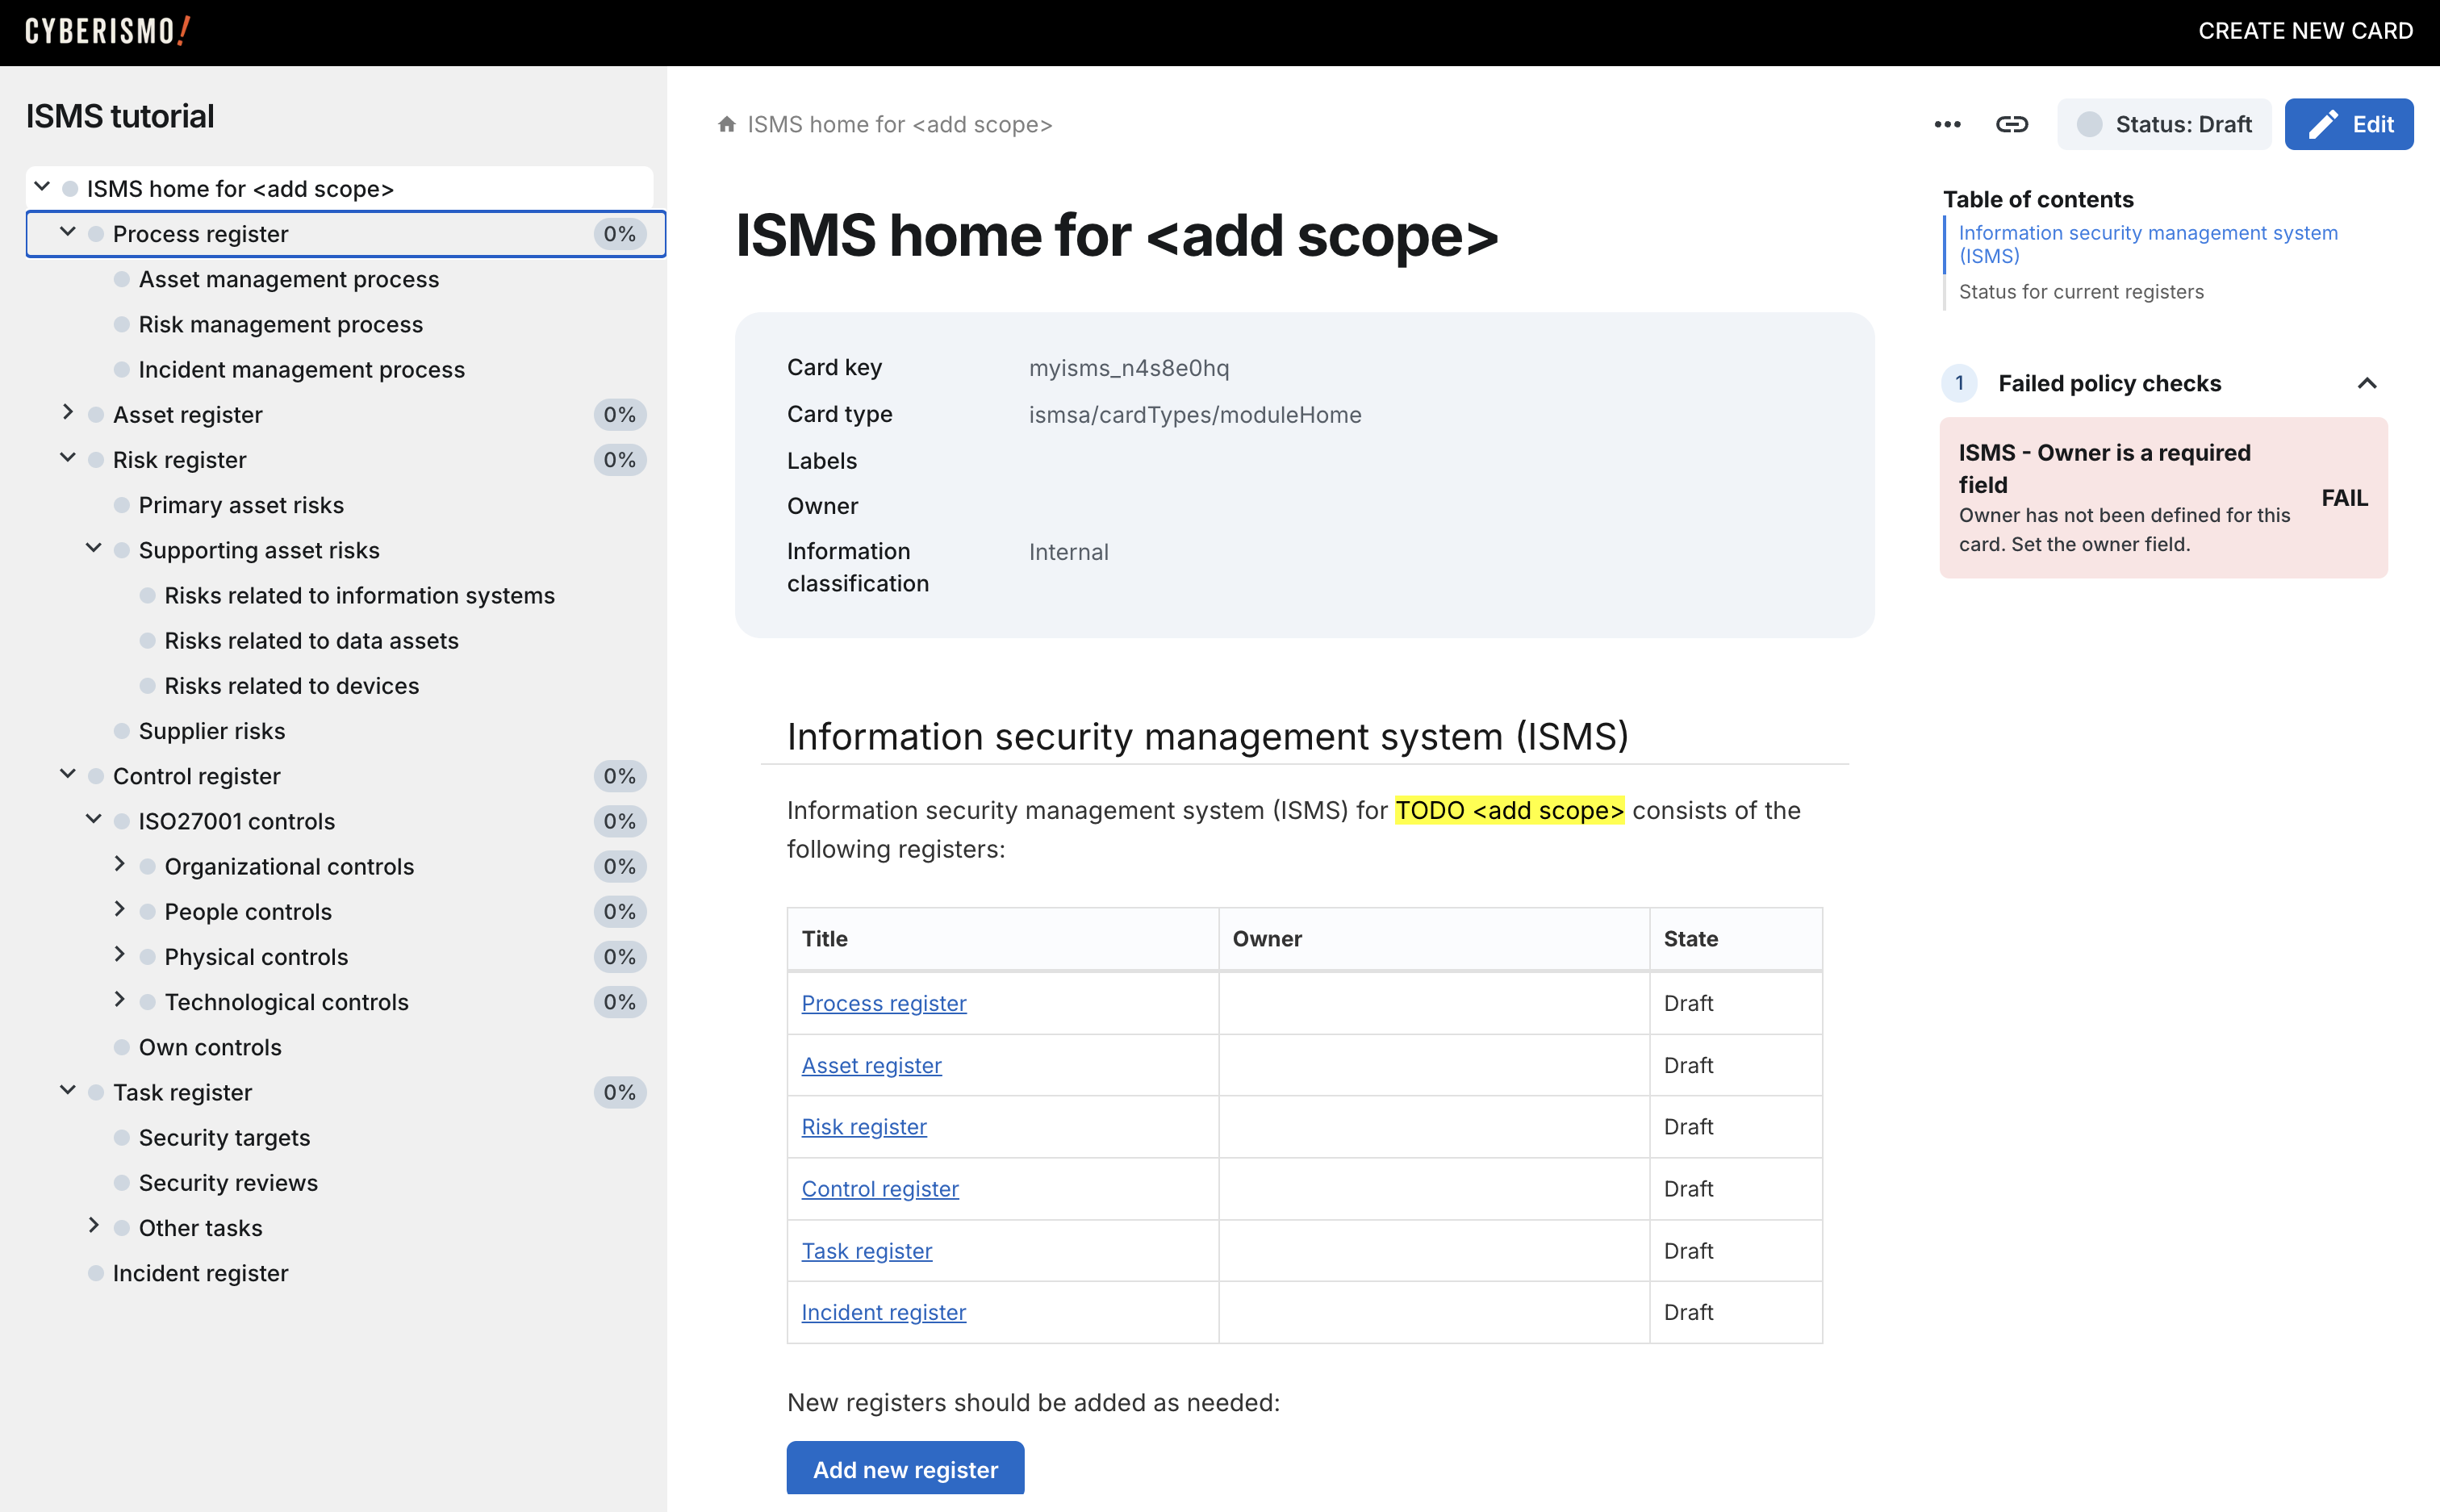 CYBERISMO!
CREATE NEW CARD
ISMS tutorial
ISMS home for <add scope>
Process register 0%
Asset management process
Risk management process
Incident management process
Asset register 0%
Risk register 0%
Primary asset risks
Supporting asset risks
Risks related to information systems
Risks related to data assets
Risks related to devices
Supplier risks
Control register 0%
ISO27001 controls 0%
Organizational controls 0%
People controls 0%
Physical controls 0%
Technological controls 0%
Own controls
Task register 0%
Security targets
Security reviews
Other tasks
Incident register
ISMS home for <add scope>
Status: Draft
Edit
ISMS home for <add scope>
Card key myisms_n4s8e0hq
Card type ismsa/cardTypes/moduleHome
Labels
Owner
Information Internal
classification
Information security management system (ISMS)
Information security management system (ISMS) for TODO <add scope> consists of the
following registers:
Title Owner State
Process register Draft
Asset register Draft
Risk register Draft
Control register Draft
Task register Draft
Incident register Draft
New registers should be added as needed:
Add new register
Table of contents
Information security management system
(ISMS)
Status for current registers
1 Failed policy checks
ISMS - Owner is a required
field
Owner has not been defined for this
card. Set the owner field.
FAIL